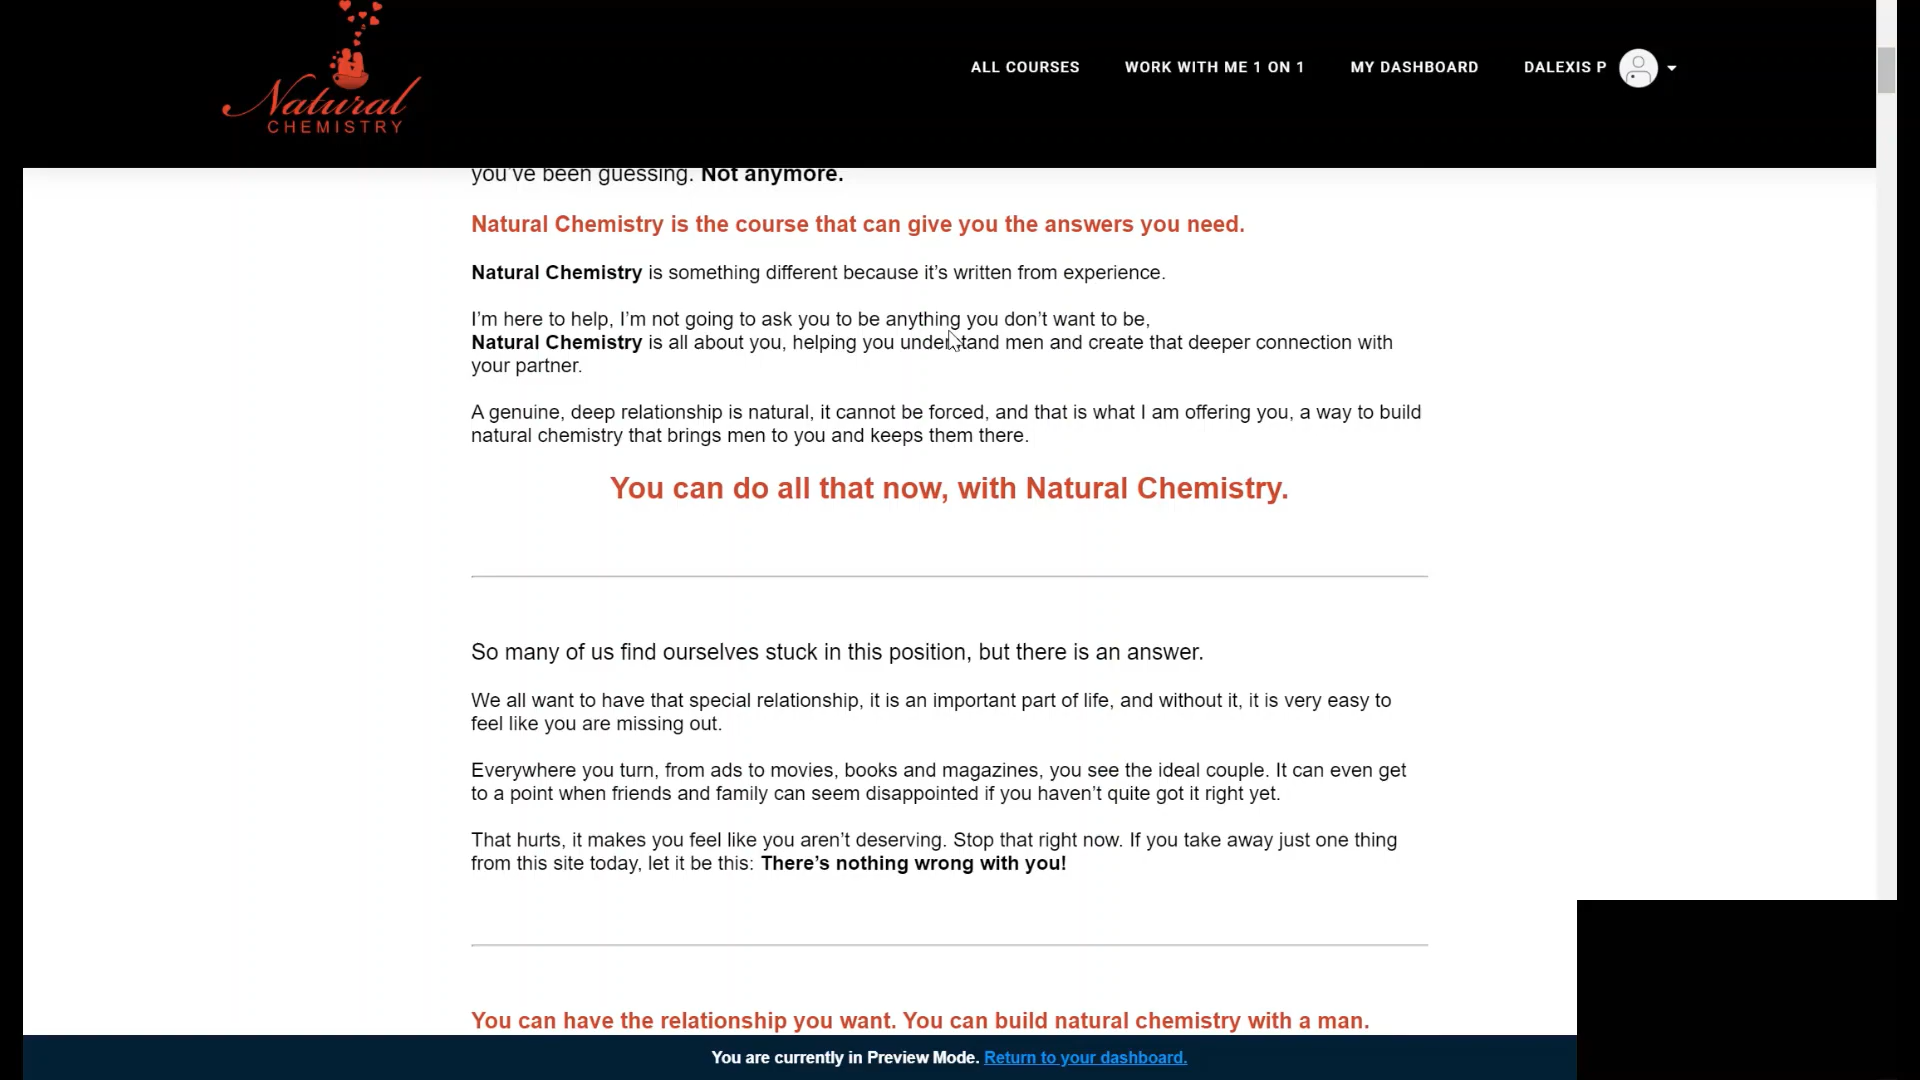 Natural
CHEMISTRY
ALL COURSES
WORK WITH ME 1 ON 1
MY DASHBOARD
DALEXIS P
you’ve been guessing. Not anymore.
Natural Chemistry is the course that can give you the answers you need.
Natural Chemistry is something different because it’s written from experience.
I’m here to help, I’m not going to ask you to be anything you don’t want to be,
Natural Chemistry is all about you, helping you understand men and create that deeper connection with
your partner.
A genuine, deep relationship is natural, it cannot be forced, and that is what I am offering you, a way to build
natural chemistry that brings men to you and keeps them there.
You can do all that now, with Natural Chemistry.
So many of us find ourselves stuck in this position, but there is an answer.
We all want to have that special relationship, it is an important part of life, and without it, it is very easy to
feel like you are missing out.
Everywhere you turn, from ads to movies, books and magazines, you see the ideal couple. It can even get
to a point when friends and family can seem disappointed if you haven’t quite got it right yet.
That hurts, it makes you feel like you aren’t deserving. Stop that right now. If you take away just one thing
from this site today, let it be this: There’s nothing wrong with you!
You can have the relationship you want. You can build natural chemistry with a man.
You are currently in Preview Mode. Return to your dashboard.